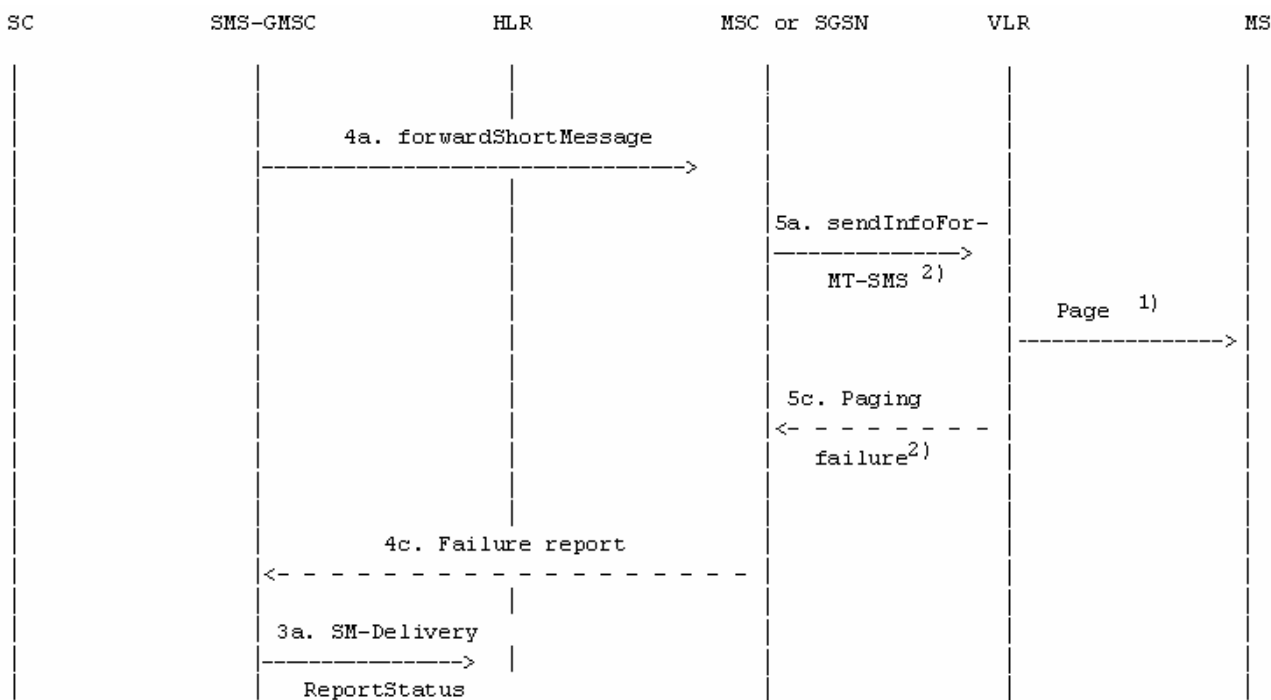 SC SMS-GMSC HLR MSC or SGSN VLR MS
4a. forwardShortMessage
5a. sendInfoFor-
MT-SMS 2)
Page 1)
5c. Paging
failure2)
4c. Failure report
3a. SM-Delivery
ReportStatus